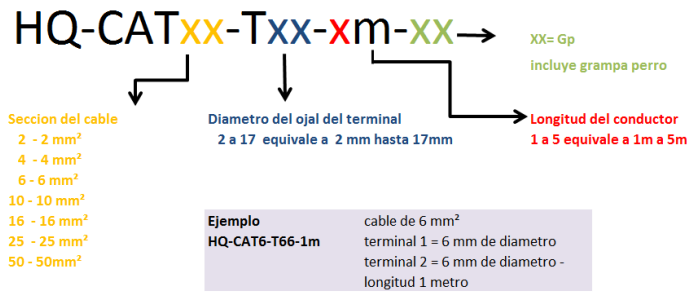 HQ-CATxx-Txx-xm-xx
XX= Gp
incluye grampa perro
Seccion del cable
2 - 2 mm²
4 - 4 mm²
6 - 6 mm²
10 - 10 mm²
16 - 16 mm²
25 - 25 mm²
50 - 50mm²
Diametro del ojal del terminal
2 a 17 equivale a 2 mm hasta 17mm
Longitud del conductor
1 a 5 equivale a 1m a 5m
Ejemplo cable de 6 mm²
HQ-CAT6-T66-1m terminal 1 = 6 mm de diametro
terminal 2 = 6 mm de diametro -
longitud 1 metro